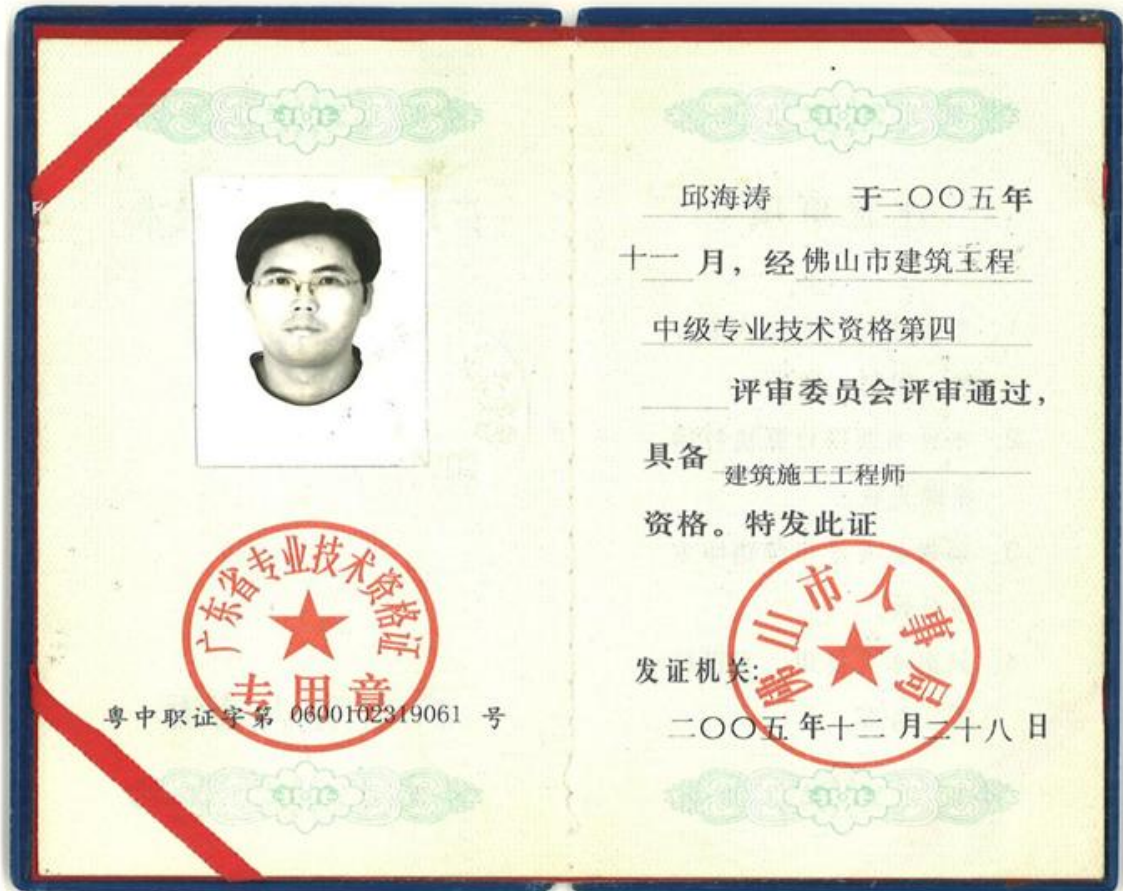 广东省专业技术资格证
专用章
粤中职证字第 0600102319061 号
邱海涛 于二〇〇五年
十一 月，经佛山市建筑工程
中级专业技术资格第四
评审委员会评审通过，
具备 建筑施工工程师
资格。特发此证
佛山市人事局
发证机关:
二〇〇五 年十二 月二十八 日